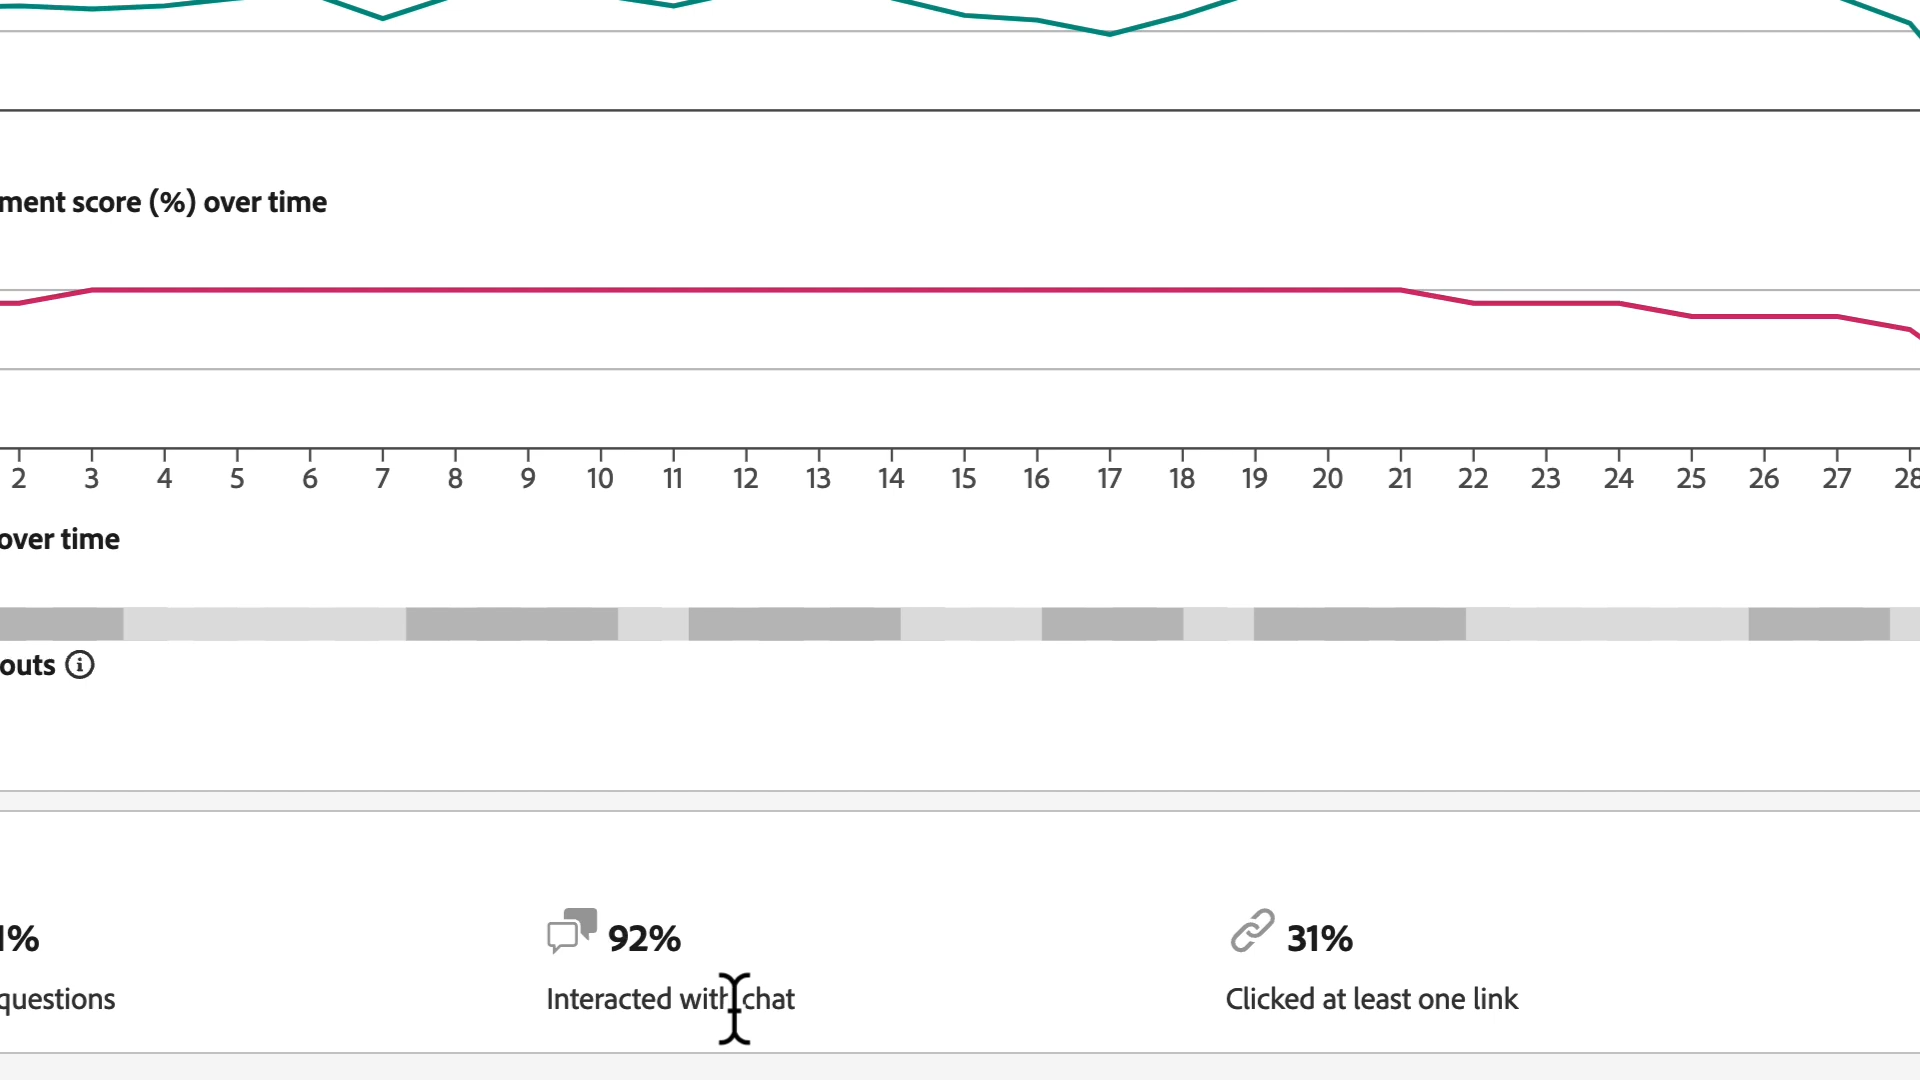 ment score (%) over time
2 3 4 5 6 7 8 9 10 11 12 13 14 15 16 17 18 19 20 21 22 23 24 25 26 27 28
over time
outs
1% 92% 31%
questions Interacted with chat Clicked at least one link